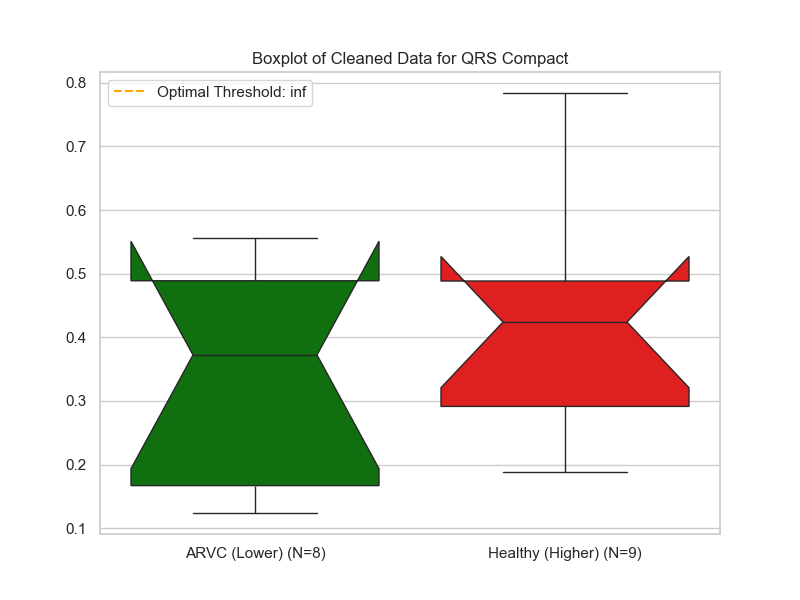 Boxplot of Cleaned Data for QRS Compact
Optimal Threshold: inf
0.8
0.7
0.6
0.5
0.4
0.3
0.2
0.1
ARVC (Lower) (N=8)
Healthy (Higher) (N=9)